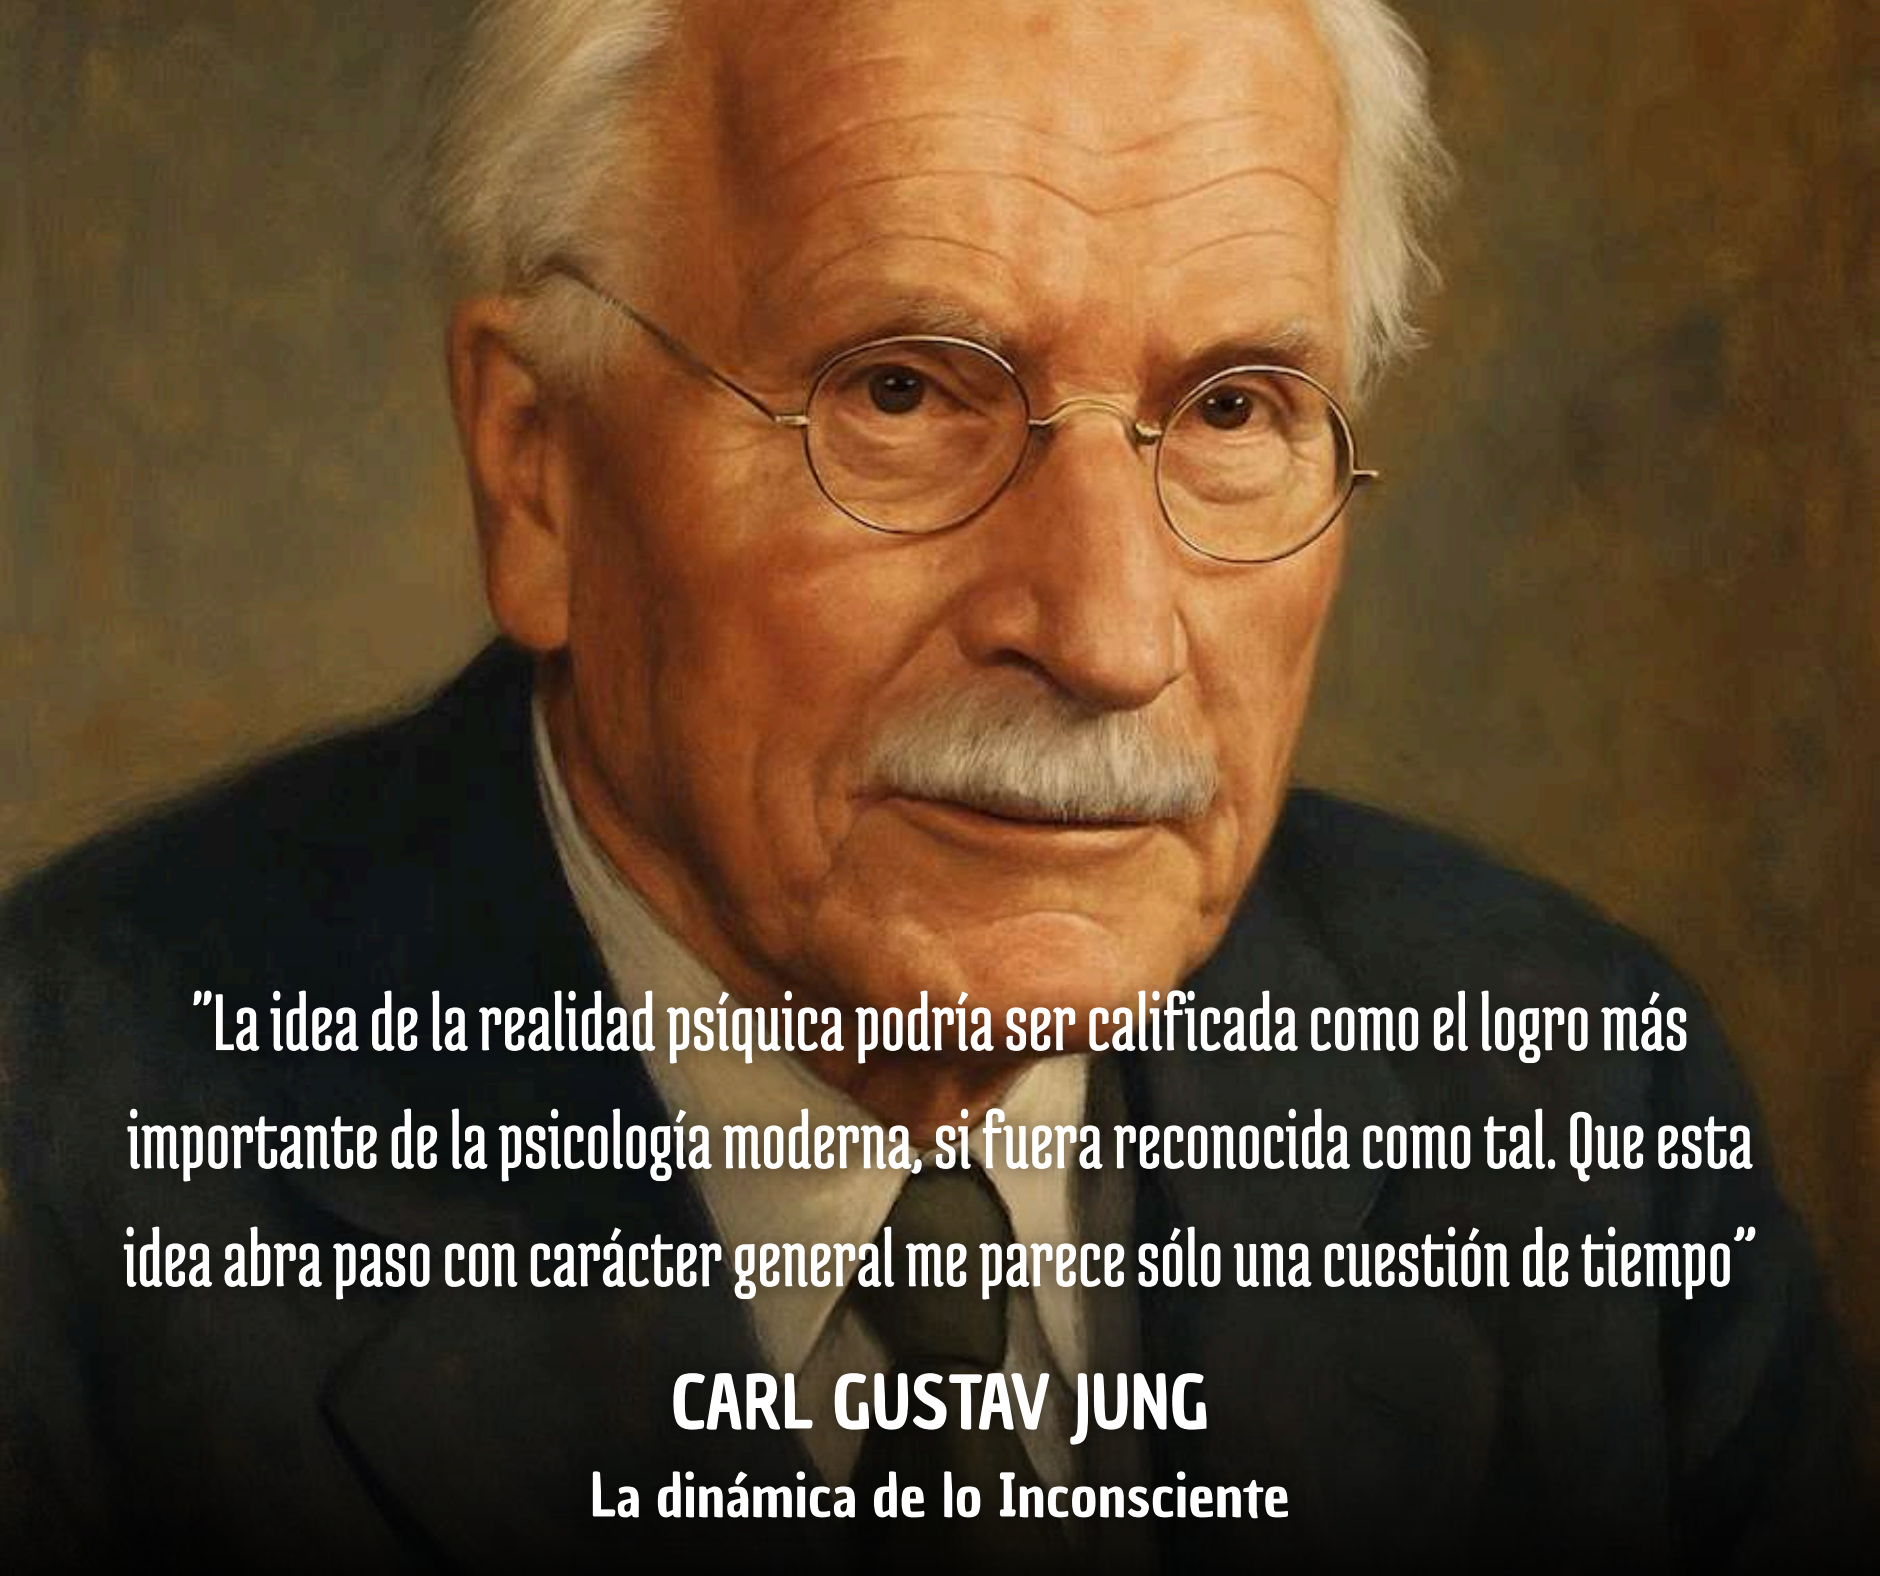 "La idea de la realidad psíquica podría ser calificada como el logro más
importante de la psicología moderna, si fuera reconocida como tal. Que esta
idea abra paso con carácter general me parece sólo una cuestión de tiempo"
CARL GUSTAV JUNG
La dinámica de lo Inconsciente